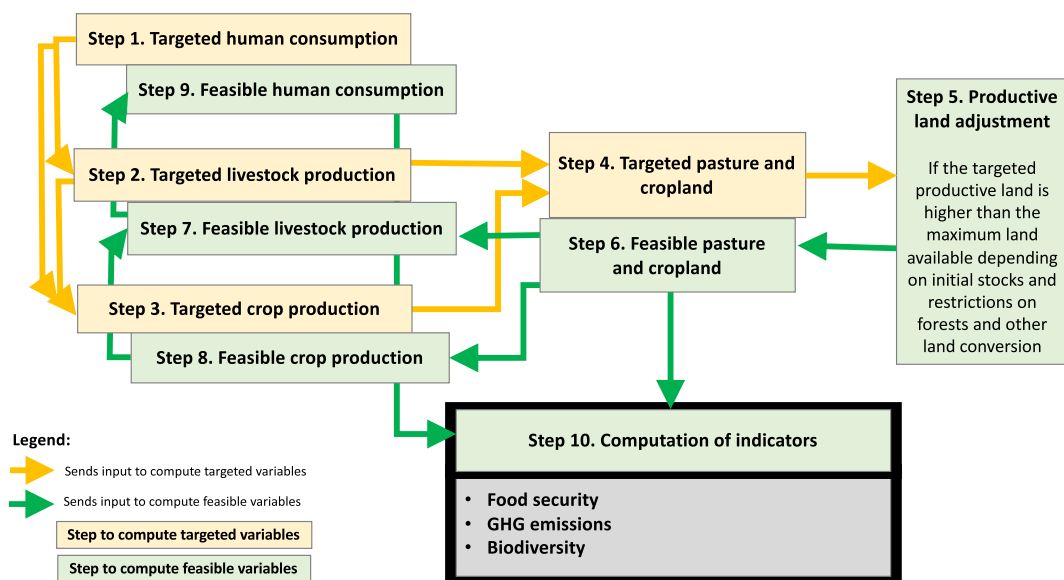 Step 1. Targeted human consumption
Step 9. Feasible human consumption
Step 2. Targeted livestock production
Step 7. Feasible livestock production
Step 3. Targeted crop production
Step 8. Feasible crop production
Step 4. Targeted pasture and
cropland
Step 6. Feasible pasture
and cropland
Step 5. Productive
land adjustment
If the targeted
productive land is
higher than the
maximum land
available depending
on initial stocks and
restrictions on
forests and other
land conversion
Step 10. Computation of indicators
• Food security
• GHG emissions
• Biodiversity
Legend:
Sends input to compute targeted variables
Sends input to compute feasible variables
Step to compute targeted variables
Step to compute feasible variables